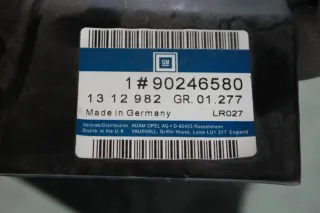 GM
1#90246580
13 12 982 GR. 01.277
Made in Germany LR027
Vertrieb/Distribution ADAM OPEL AG • D-65423 Rüsselsheim
Distrib. in the U.K. VAUXHALL, Griffin House, Luton LU1 3YT England